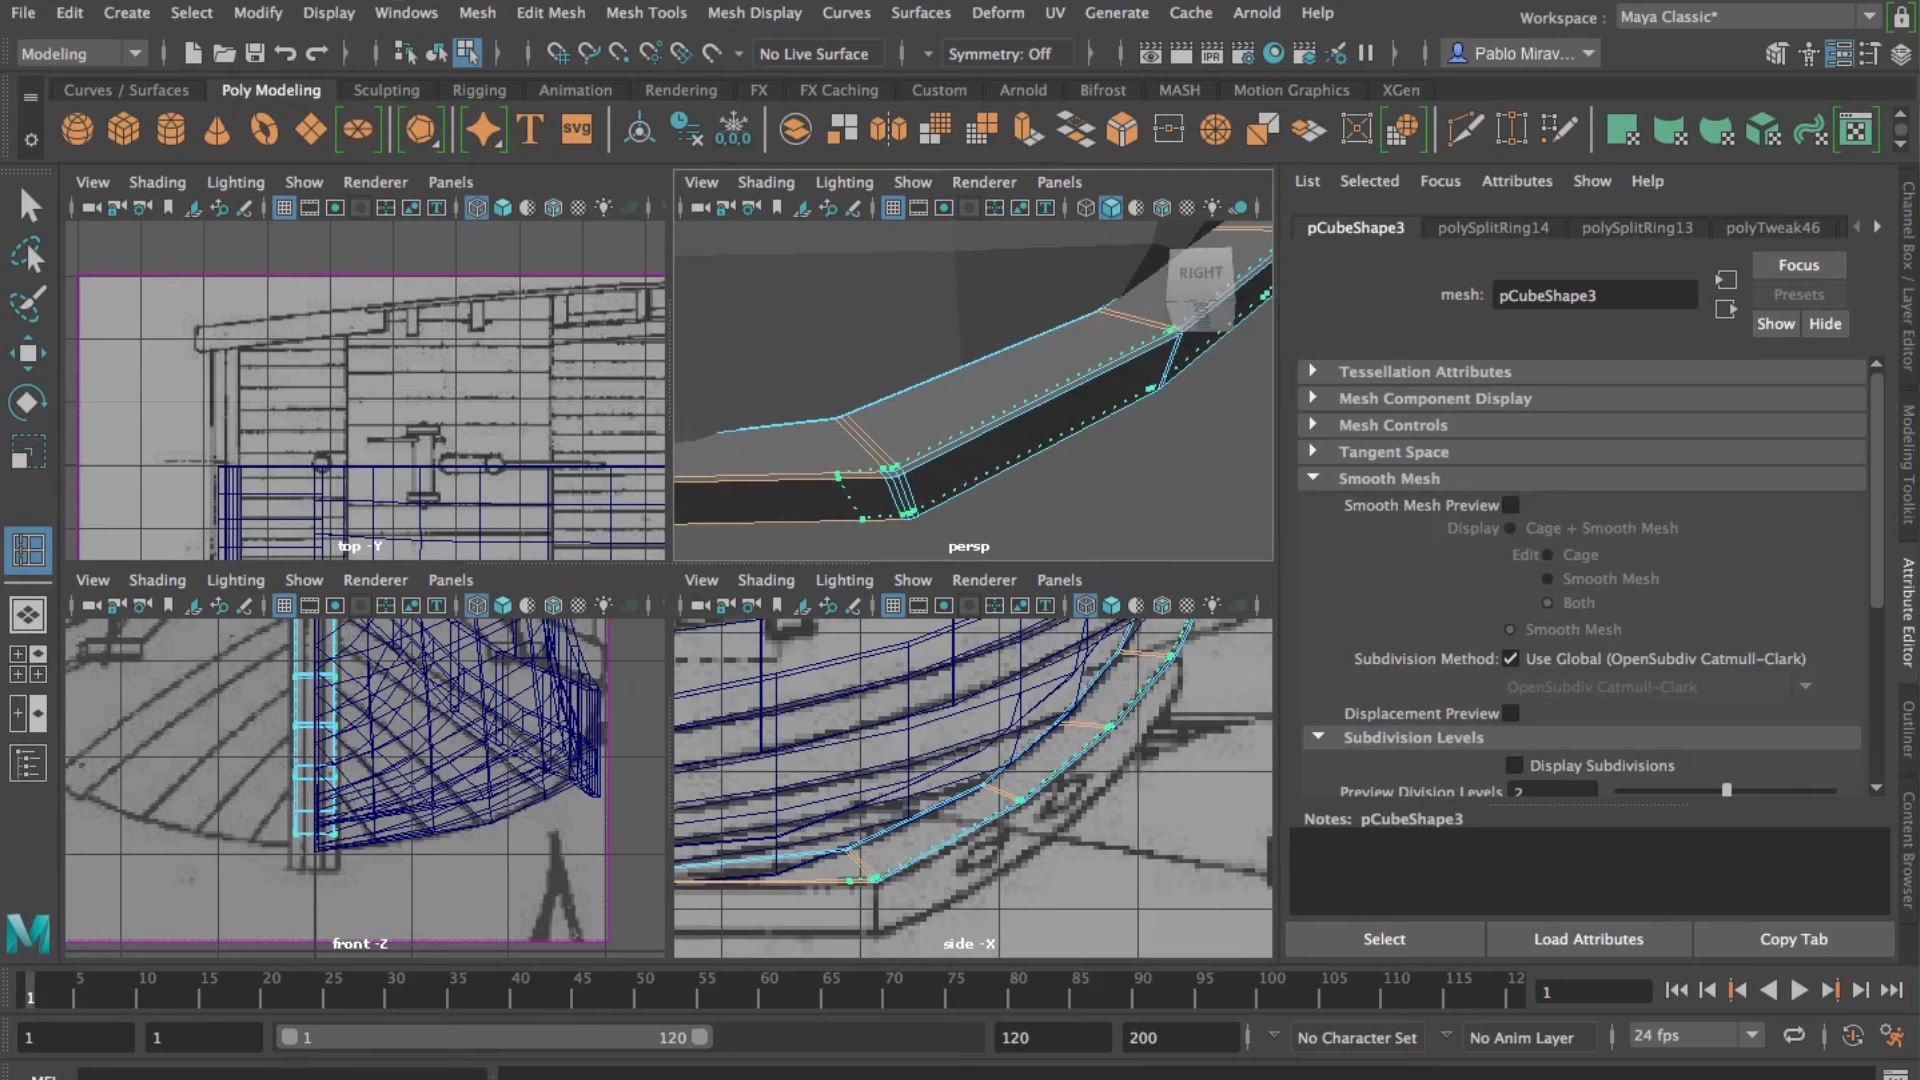 File Edit Create Select Modify Display Windows Mesh Edit Mesh Mesh Tools Mesh Display Curves Surfaces Deform UV Generate Cache Arnold Help Workspace : Maya Classic*
Modeling No Live Surface Symmetry: Off IPR Pablo Mirav...
Curves / Surfaces Poly Modeling Sculpting Rigging Animation Rendering FX FX Caching Custom Arnold Bifrost MASH Motion Graphics XGen
T svg 0,0,0
View Shading Lighting Show Renderer Panels
View Shading Lighting Show Renderer Panels
RIGHT
top -Y
persp
View Shading Lighting Show Renderer Panels
View Shading Lighting Show Renderer Panels
front -Z
side -X
List Selected Focus Attributes Show Help
pCubeShape3 polySplitRing14 polySplitRing13 polyTweak46
Focus
mesh: pCubeShape3
Presets
Show Hide
Tessellation Attributes
Mesh Component Display
Mesh Controls
Tangent Space
Smooth Mesh
Smooth Mesh Preview
Display Cage + Smooth Mesh
Edit Cage
Smooth Mesh
Both
Smooth Mesh
Subdivision Method: Use Global (OpenSubdiv Catmull-Clark)
OpenSubdiv Catmull-Clark
Displacement Preview
Subdivision Levels
Display Subdivisions
Preview Division Levels 2
Notes: pCubeShape3
Select Load Attributes Copy Tab
Channel Box / Layer Editor
Modeling Toolkit
Attribute Editor
Outliner
Content Browser
5 10 15 20 25 30 35 40 45 50 55 60 65 70 75 80 85 90 95 100 105 110 115 12
1
1
1 1 1 120 120 200 No Character Set No Anim Layer 24 fps
MEL